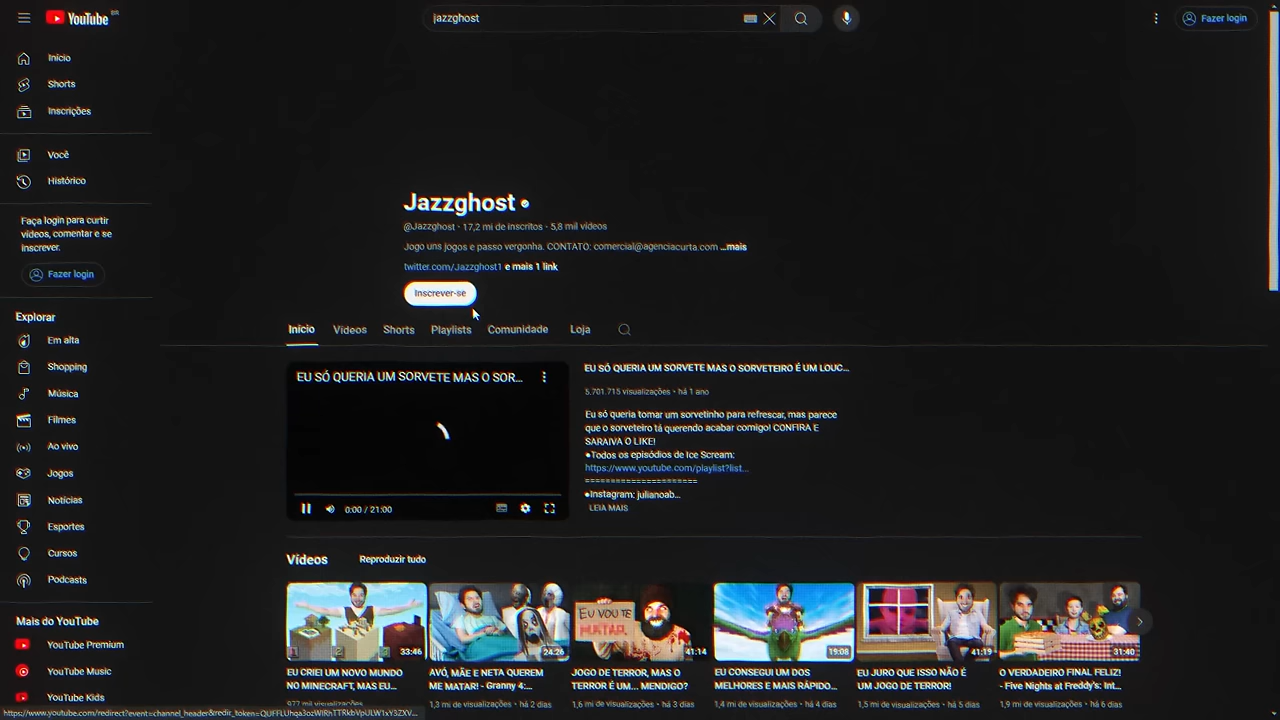 YouTube BR
jazzghost
Fazer login
Início
Shorts
Inscrições
Você
Histórico
Faça login para curtir
vídeos, comentar e se
inscrever.
Fazer login
Explorar
Em alta
Shopping
Música
Filmes
Ao vivo
Jogos
Notícias
Esportes
Cursos
Podcasts
Mais do YouTube
YouTube Premium
YouTube Music
YouTube Kids
Jazzghost
@Jazzghost · 17,2 mi de inscritos · 5,8 mil vídeos
Jogo uns jogos e passo vergonha. CONTATO: comercial@agenciacurta.com ...mais
twitter.com/Jazzghost1 e mais 1 link
Inscrever-se
Início Vídeos Shorts Playlists Comunidade Loja
EU SÓ QUERIA UM SORVETE MAS O SOR...
0:00 / 21:00
EU SÓ QUERIA UM SORVETE MAS O SORVETEIRO É UM LOUC...
5.701.715 visualizações · há 1 ano
Eu só queria tomar um sorvetinho para refrescar, mas parece
que o sorveteiro tá querendo acabar comigo! CONFIRA E
SARAIVA O LIKE!
●Todos os episódios de Ice Scream:
https://www.youtube.com/playlist?list...
======================
●Instagram: julianoab...
LEIA MAIS
Vídeos Reproduzir tudo
33:46
24:26
EU VOU TE
MATAR.
41:14
19:08
41:19
31:40
EU CRIEI UM NOVO MUNDO
NO MINECRAFT, MAS EU...
977 mil visualizações
AVÓ, MÃE E NETA QUEREM
ME MATAR! - Granny 4:...
1,3 mi de visualizações · há 2 dias
JOGO DE TERROR, MAS O
TERROR É UM... MENDIGO?
1,6 mi de visualizações · há 3 dias
EU CONSEGUI UM DOS
MELHORES E MAIS RÁPIDO...
1,4 mi de visualizações · há 4 dias
EU JURO QUE ISSO NÃO É
UM JOGO DE TERROR!
1,5 mi de visualizações · há 5 dias
O VERDADEIRO FINAL FELIZ!
- Five Nights at Freddy's: Int...
1,9 mi de visualizações · há 6 dias